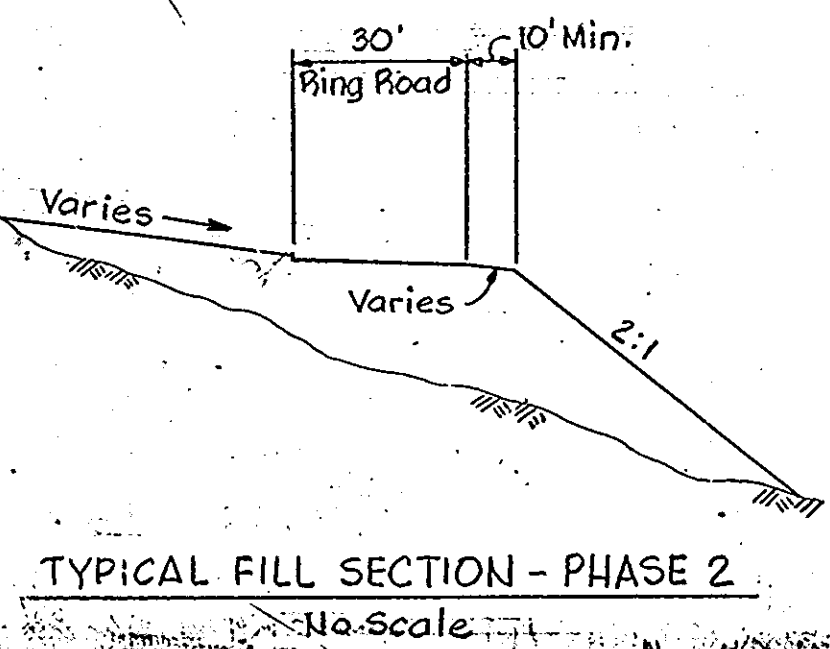 30'
10' Min.
Ring Road
Varies
Varies
2:1
TYPICAL FILL SECTION - PHASE 2
No Scale